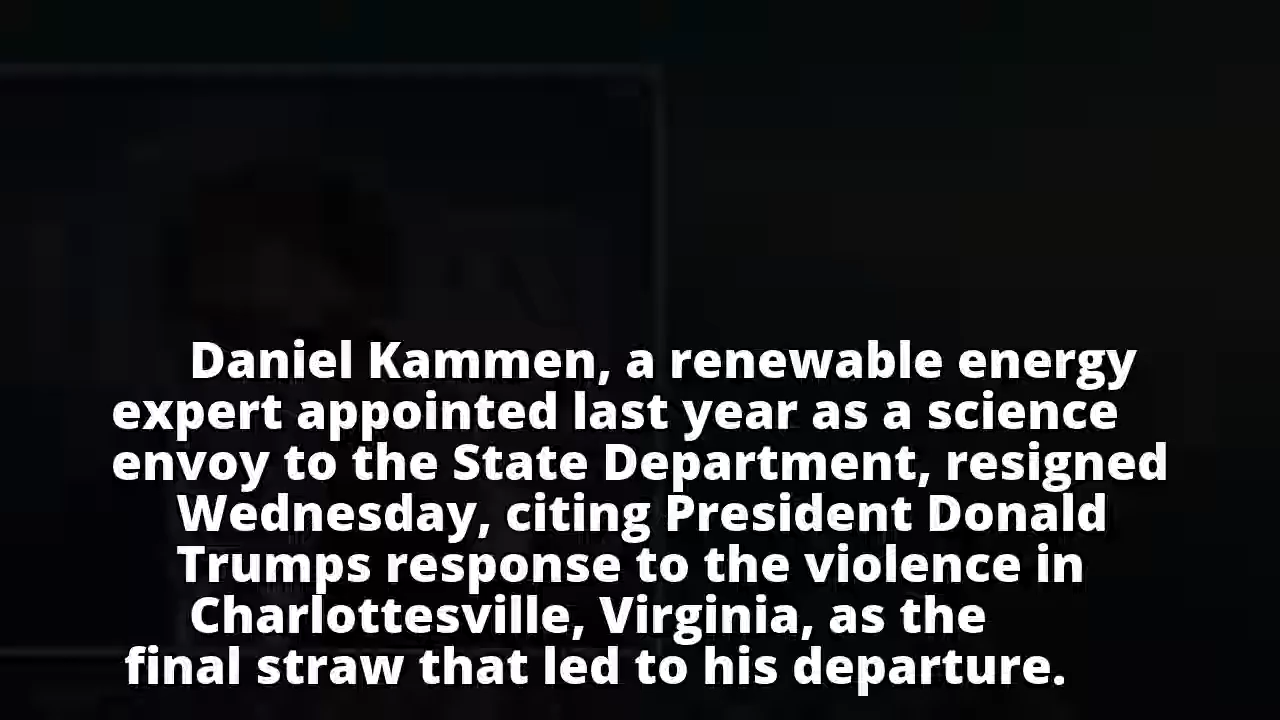 Daniel Kammen, a renewable energy
expert appointed last year as a science
envoy to the State Department, resigned
Wednesday, citing President Donald
Trumps response to the violence in
Charlottesville, Virginia, as the
final straw that led to his departure.